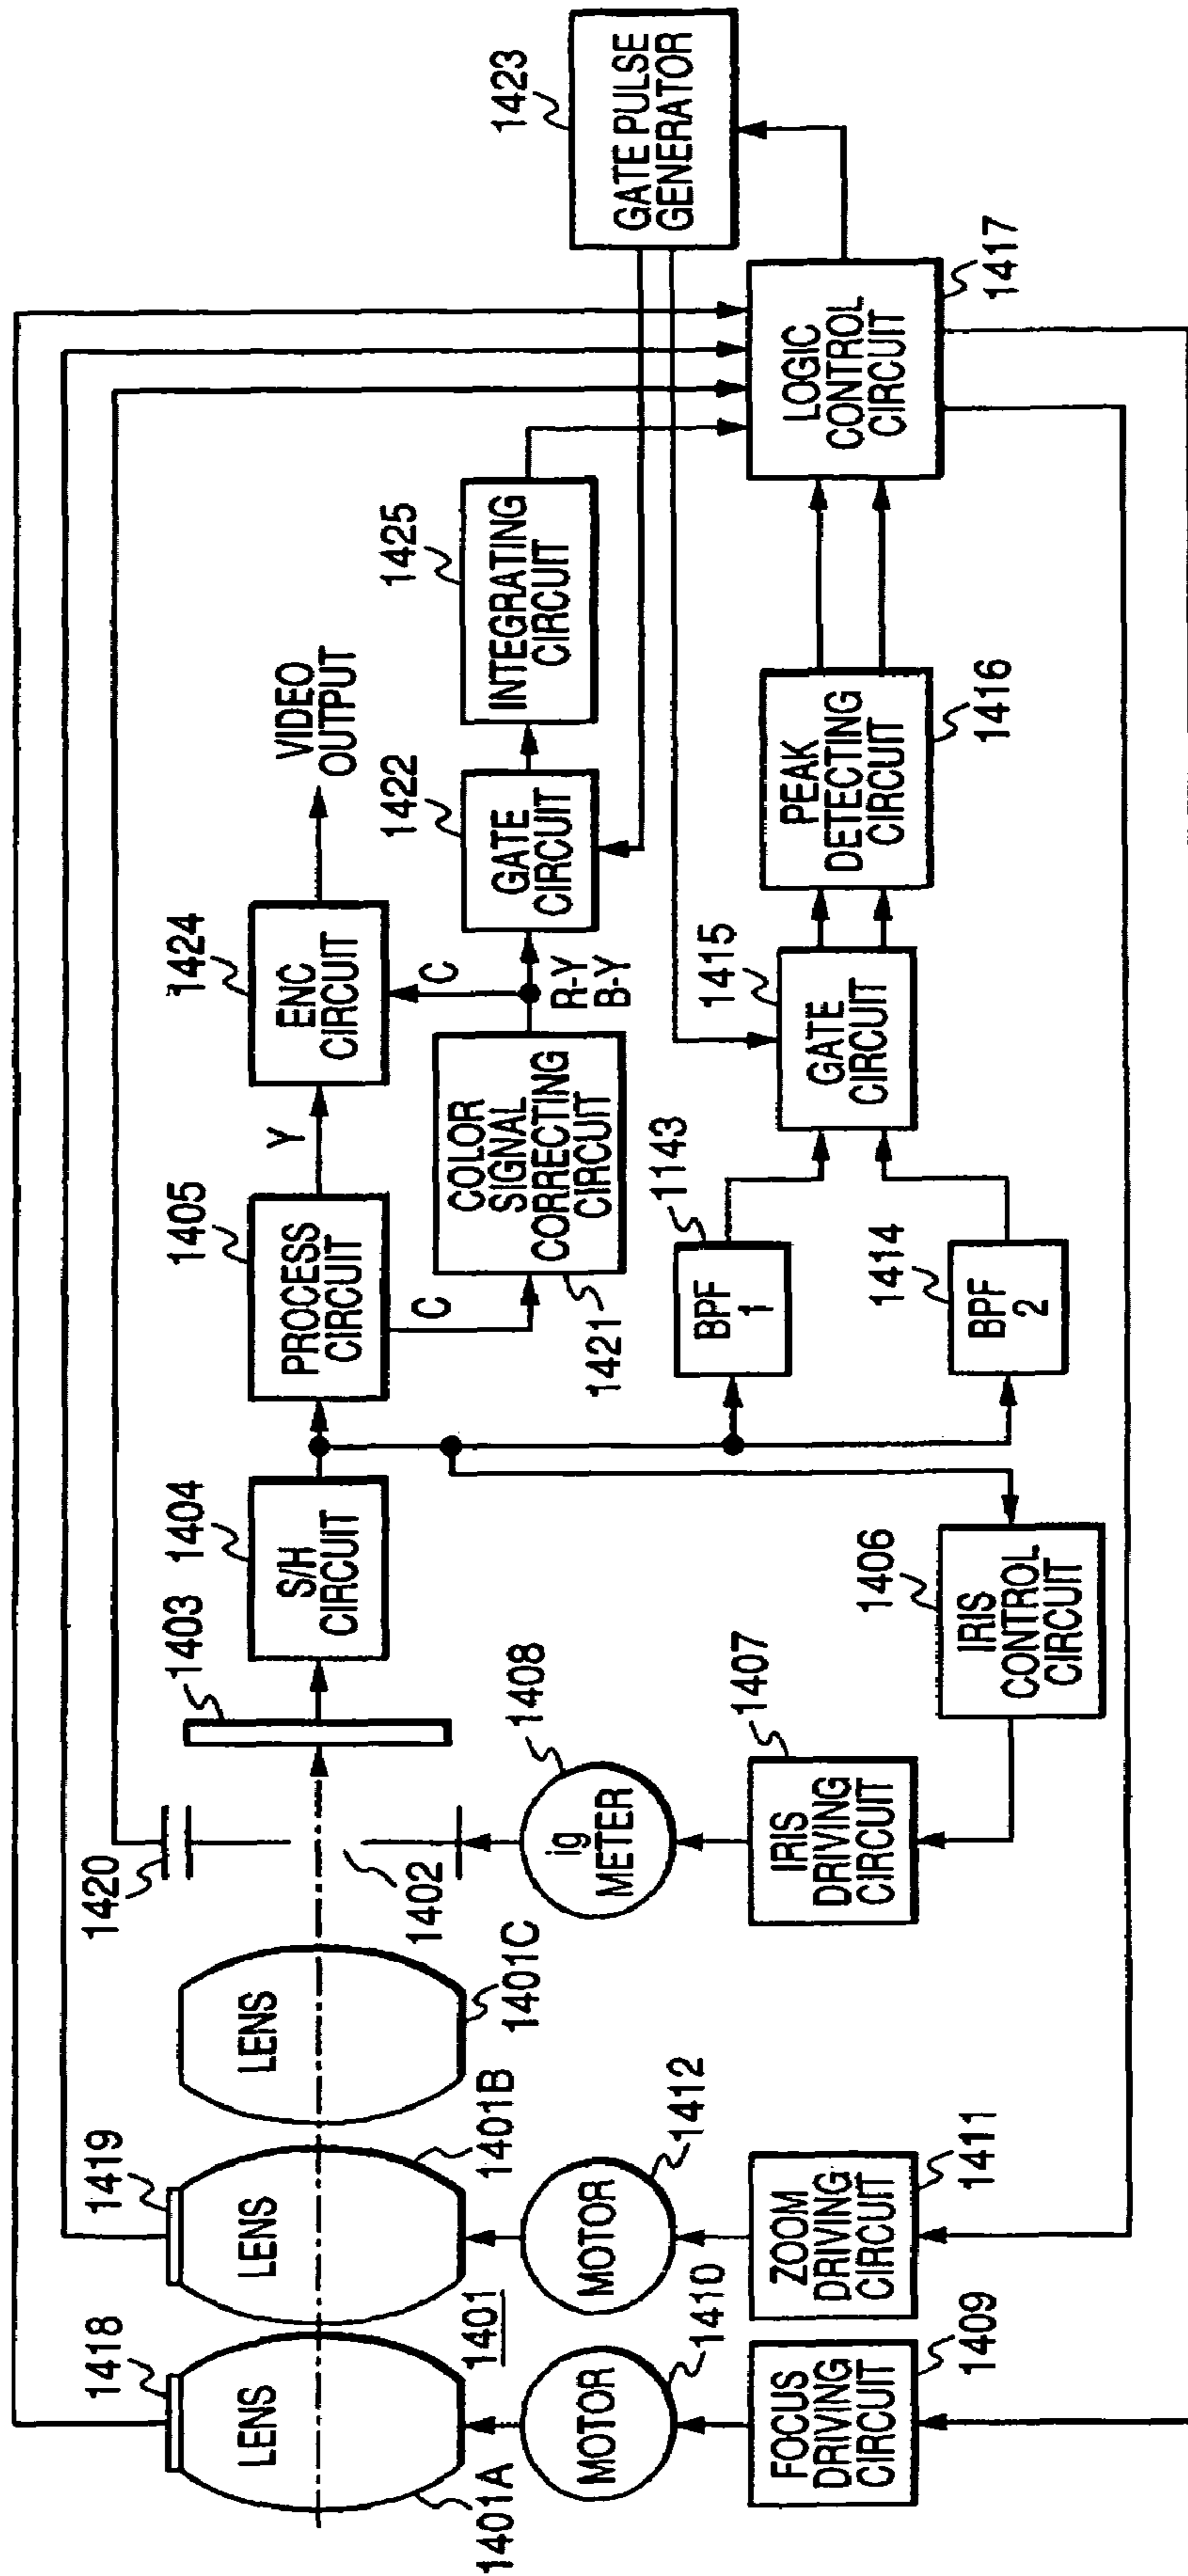 1418
LENS
1401A
1419
LENS
1401B
1401
LENS
1401C
1420
1402
1403
1404
S/H
CIRCUIT
1405
PROCESS
CIRCUIT
Y
C
1424
ENC
CIRCUIT
C
VIDEO
OUTPUT
COLOR
SIGNAL
CORRECTING
CIRCUIT
1421
R-Y
B-Y
1422
GATE
CIRCUIT
1425
INTEGRATING
CIRCUIT
1423
GATE PULSE
GENERATOR
MOTOR
1410
MOTOR
1412
ig
METER
1408
FOCUS
DRIVING
CIRCUIT
1409
ZOOM
DRIVING
CIRCUIT
1411
1407
IRIS
DRIVING
CIRCUIT
1406
IRIS
CONTROL
CIRCUIT
1143
BPF
1
1414
BPF
2
1415
GATE
CIRCUIT
PEAK
DETECTING
CIRCUIT
1416
LOGIC
CONTROL
CIRCUIT
1417